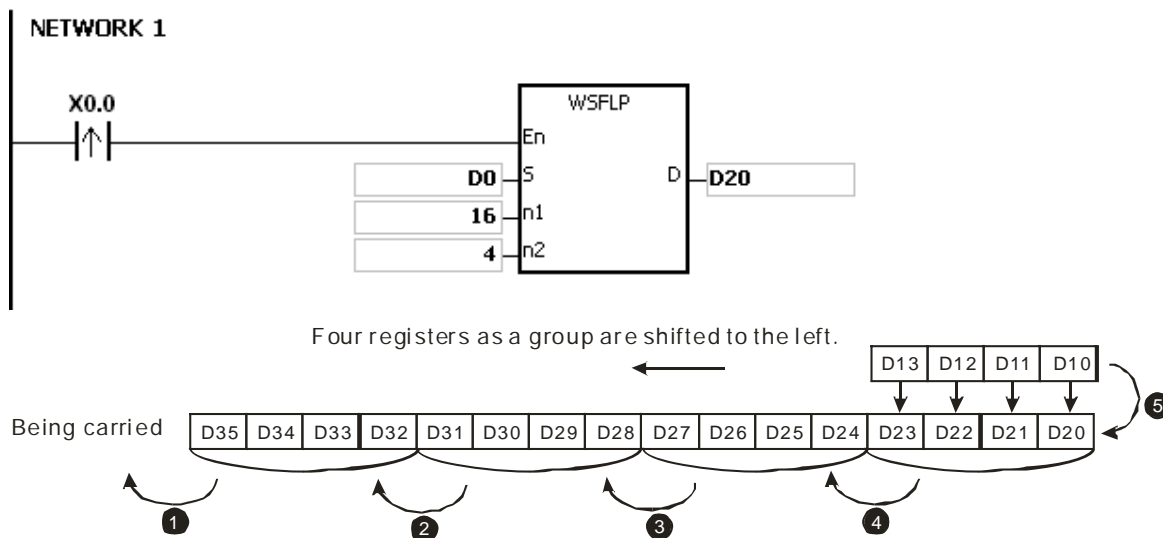 NETWORK 1
X0.0
WSFLP
En
D0 S D D20
16 n1
4 n2
Four registers as a group are shifted to the left.
D13 D12 D11 D10
5
Being carried D35 D34 D33 D32 D31 D30 D29 D28 D27 D26 D25 D24 D23 D22 D21 D20
1 2 3 4